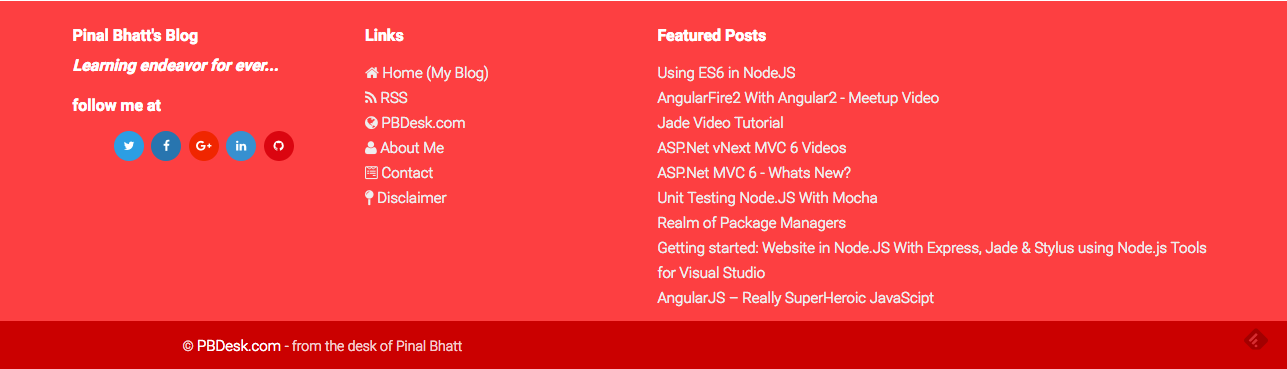 Pinal Bhatt's Blog
Learning endeavor for ever...
follow me at
Links
Home (My Blog)
RSS
PBDesk.com
About Me
Contact
Disclaimer
Featured Posts
Using ES6 in NodeJS
AngularFire2 With Angular2 - Meetup Video
Jade Video Tutorial
ASP.Net vNext MVC 6 Videos
ASP.Net MVC 6 - Whats New?
Unit Testing Node.JS With Mocha
Realm of Package Managers
Getting started: Website in Node.JS With Express, Jade & Stylus using Node.js Tools
for Visual Studio
AngularJS – Really SuperHeroic JavaScipt
© PBDesk.com - from the desk of Pinal Bhatt